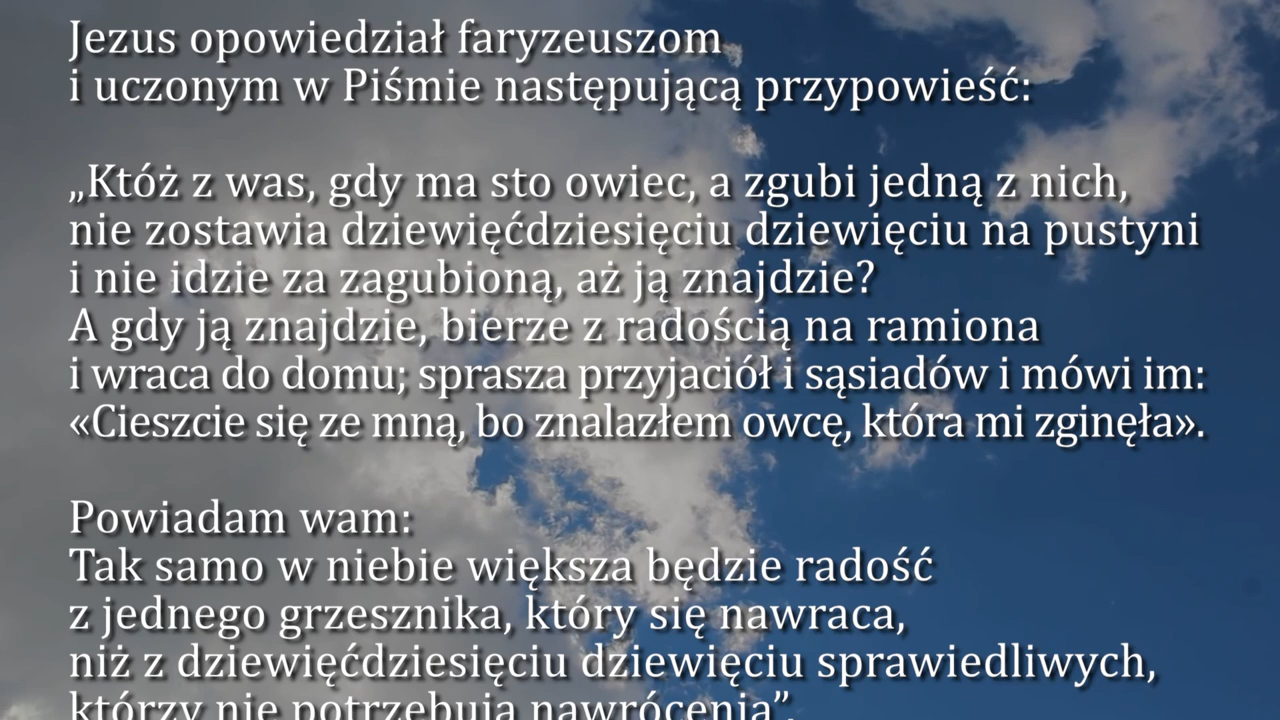 Jezus opowiedział faryzeuszom
i uczonym w Piśmie następującą przypowieść:
„Któż z was, gdy ma sto owiec, a zgubi jedną z nich,
nie zostawia dziewięćdziesięciu dziewięciu na pustyni
i nie idzie za zagubioną, aż ją znajdzie?
A gdy ją znajdzie, bierze z radością na ramiona
i wraca do domu; sprasza przyjaciół i sąsiadów i mówi im:
«Cieszcie się ze mną, bo znalazłem owcę, która mi zginęła».
Powiadam wam:
Tak samo w niebie większa będzie radość
z jednego grzesznika, który się nawraca,
niż z dziewięćdziesięciu dziewięciu sprawiedliwych,
którzy nie potrzebują nawrócenia”.